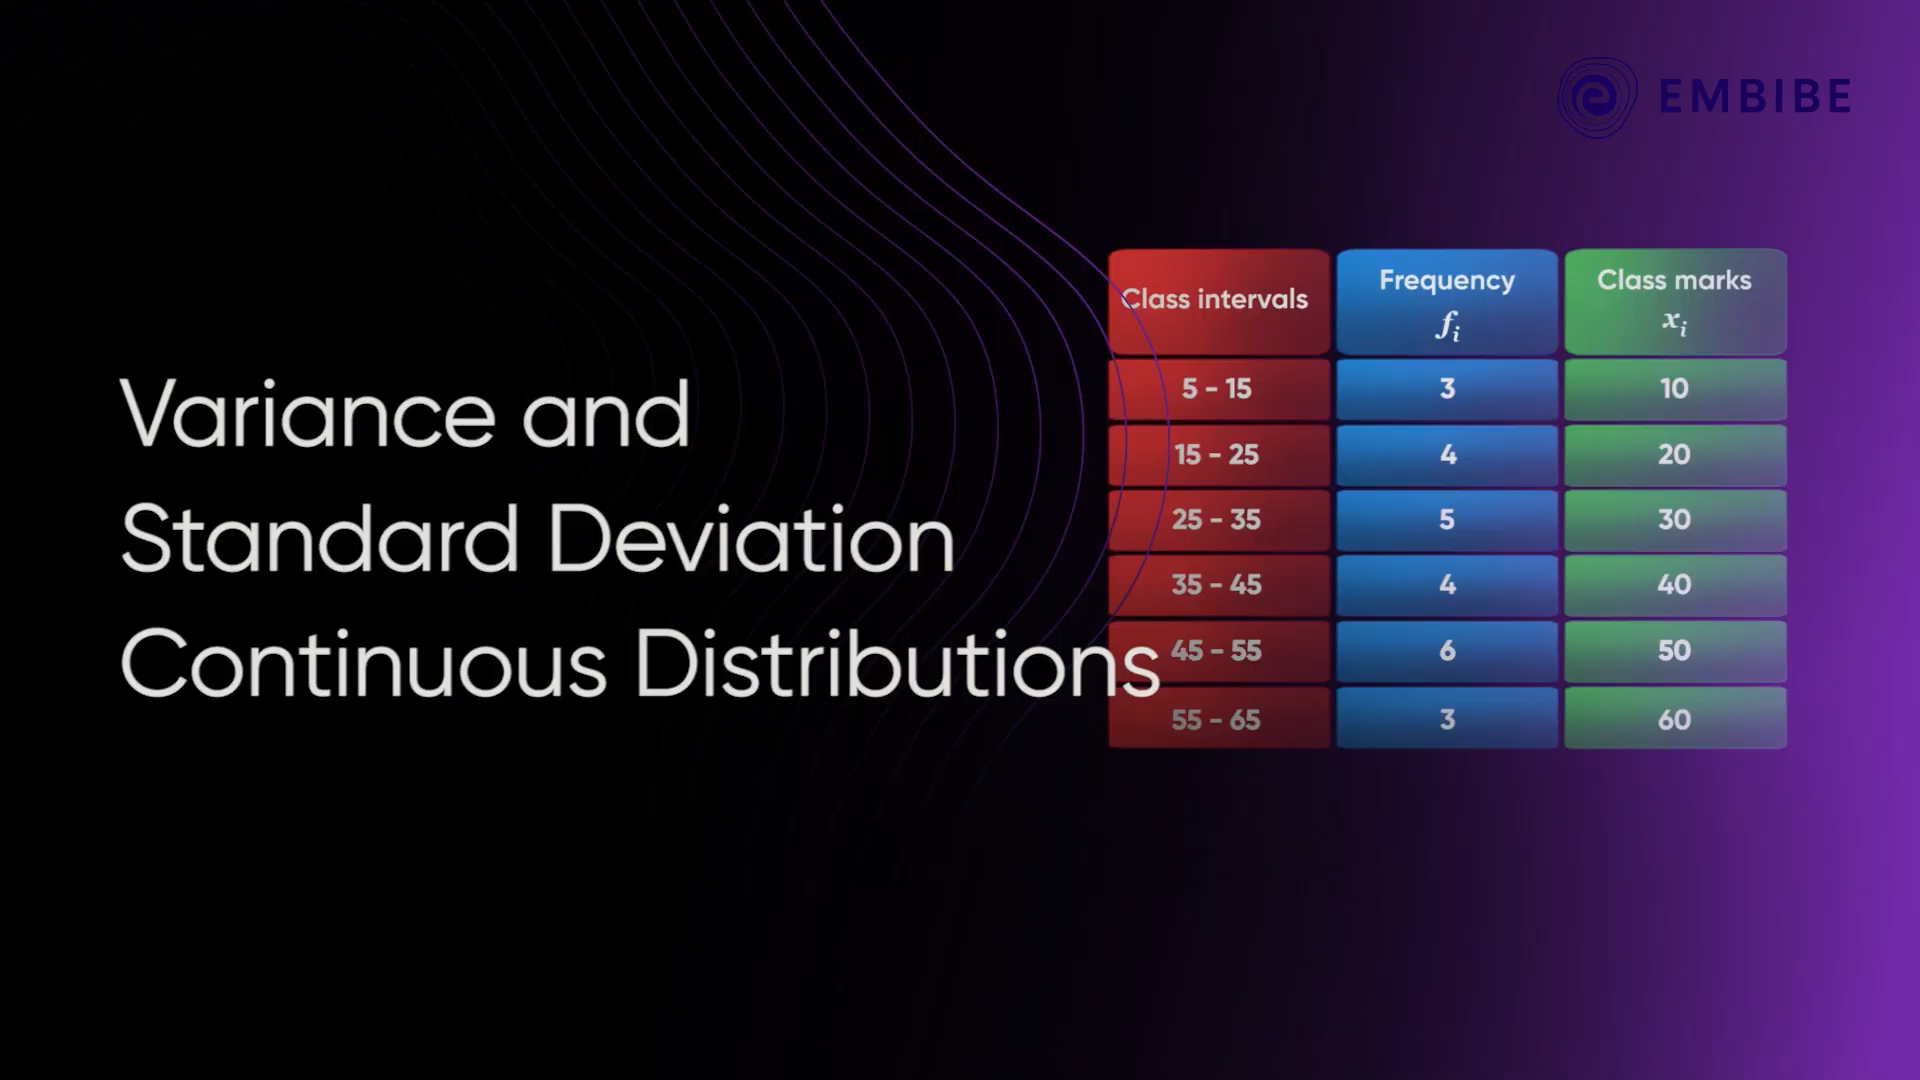 EMBIBE
Variance and
Standard Deviation
Continuous Distributions
Class intervals Frequency fᵢ Class marks xᵢ
5 - 15 3 10
15 - 25 4 20
25 - 35 5 30
35 - 45 4 40
45 - 55 6 50
55 - 65 3 60